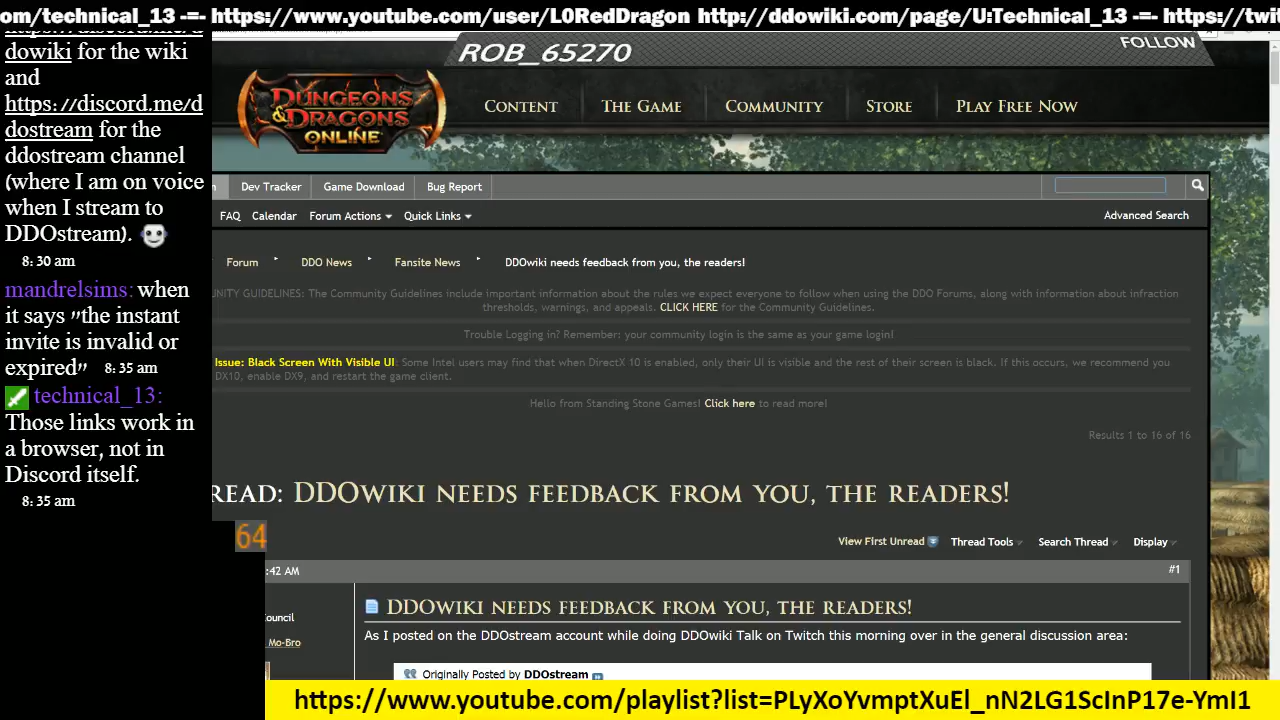 om/technical_13 -=- https://www.youtube.com/user/L0RedDragon http://ddowiki.com/page/U:Technical_13 -=- https://twit
https://discord.me/d
dowiki for the wiki
and
https://discord.me/d
dostream for the
ddostream channel
(where I am on voice
when I stream to
DDOstream).
8:30 am
mandrelsims: when
it says "the instant
invite is invalid or
expired" 8:35 am
technical_13:
Those links work in
a browser, not in
Discord itself.
8:35 am
ROB_65270
FOLLOW
DUNGEONS
& DRAGONS
ONLINE
CONTENT THE GAME COMMUNITY STORE PLAY FREE NOW
Dev Tracker Game Download Bug Report
FAQ Calendar Forum Actions Quick Links Advanced Search
Forum DDO News Fansite News DDOwiki needs feedback from you, the readers!
NITY GUIDELINES: The Community Guidelines include important information about the rules we expect everyone to follow when using the DDO Forums, along with information about infraction
thresholds, warnings, and appeals. CLICK HERE for the Community Guidelines.
Trouble Logging in? Remember: your community login is the same as your game login!
Issue: Black Screen With Visible UI: Some Intel users may find that when DirectX 10 is enabled, only their UI is visible and the rest of their screen is black. If this occurs, we recommend you
DX10, enable DX9, and restart the game client.
Hello from Standing Stone Games! Click here to read more!
Results 1 to 16 of 16
READ: DDOWIKI NEEDS FEEDBACK FROM YOU, THE READERS!
64
View First Unread Thread Tools Search Thread Display
:42 AM #1
ouncil
Mo-Bro
DDOWIKI NEEDS FEEDBACK FROM YOU, THE READERS!
As I posted on the DDOstream account while doing DDOwiki Talk on Twitch this morning over in the general discussion area:
Originally Posted by DDOstream
https://www.youtube.com/playlist?list=PLyXoYvmptXuEl_nN2LG1ScInP17e-YmI1